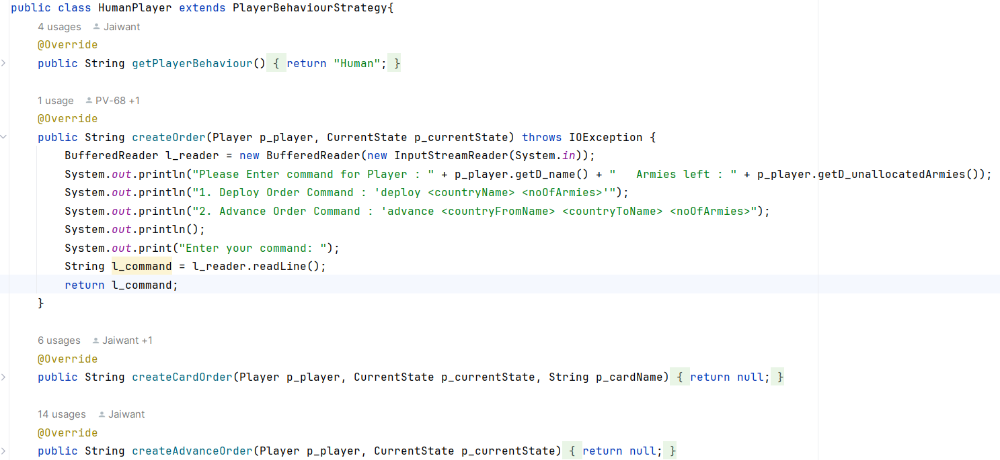 public class HumanPlayer extends PlayerBehaviourStrategy{
4 usages Jaiwant
@Override
public String getPlayerBehaviour() { return "Human"; }
1 usage PV-68 +1
@Override
public String createOrder(Player p_player, CurrentState p_currentState) throws IOException {
BufferedReader l_reader = new BufferedReader(new InputStreamReader(System.in));
System.out.println("Please Enter command for Player : " + p_player.getD_name() + "   Armies left : " + p_player.getD_unallocatedArmies());
System.out.println("1. Deploy Order Command : 'deploy <countryName> <noOfArmies>'");
System.out.println("2. Advance Order Command : 'advance <countryFromName> <countryToName> <noOfArmies>");
System.out.println();
System.out.print("Enter your command: ");
String l_command = l_reader.readLine();
return l_command;
}
6 usages Jaiwant +1
@Override
public String createCardOrder(Player p_player, CurrentState p_currentState, String p_cardName) { return null; }
14 usages Jaiwant
@Override
public String createAdvanceOrder(Player p_player, CurrentState p_currentState) { return null; }